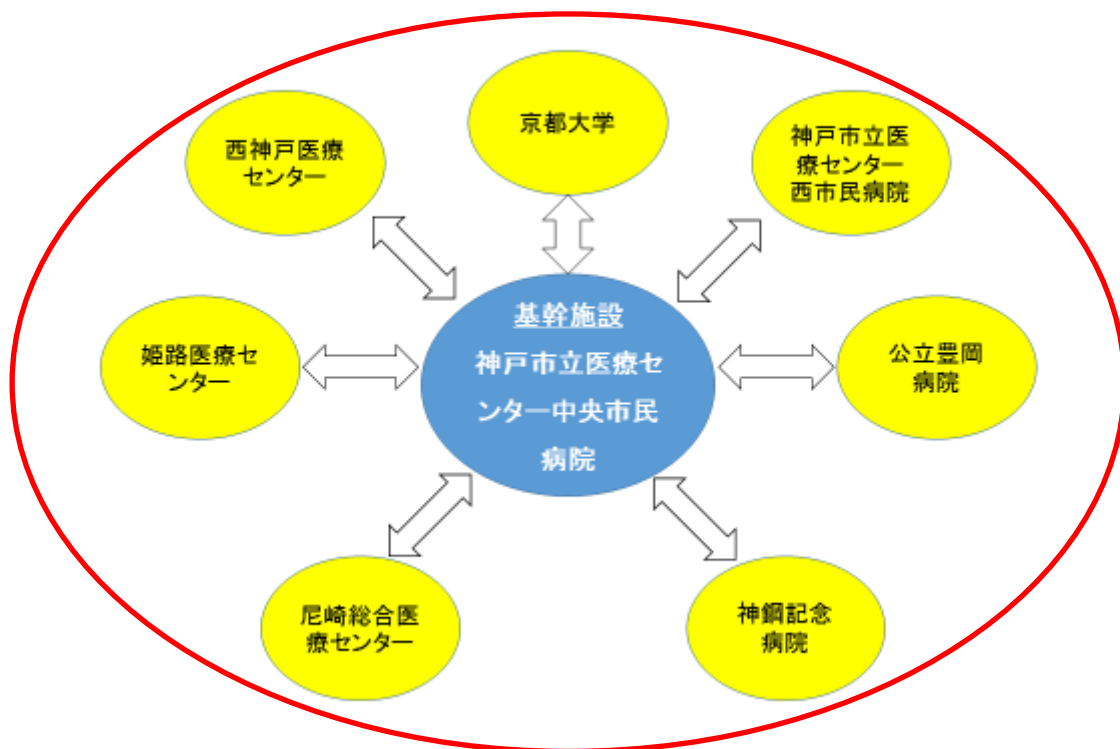 京都大学
西神戸医療
センター
神戸市立医
療センター
西市民病院
基幹施設
神戸市立医療セ
ンター中央市民
病院
姫路医療セ
ンター
公立豊岡
病院
尼崎総合医
療センター
神鋼記念
病院